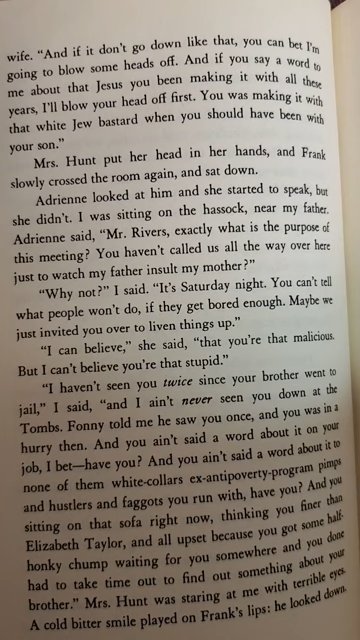 wife. "And if it don't go down like that, you can bet I'm
going to blow some heads off. And if you say a word to
me about that Jesus you been making it with all these
years, I'll blow your head off first. You was making it with
that white Jew bastard when you should have been with
your son."
Mrs. Hunt put her head in her hands, and Frank
slowly crossed the room again, and sat down.
Adrienne looked at him and she started to speak, but
she didn't. I was sitting on the hassock, near my father.
Adrienne said, "Mr. Rivers, exactly what is the purpose of
this meeting? You haven't called us all the way over here
just to watch my father insult my mother?"
"Why not?" I said. "It's Saturday night. You can't tell
what people won't do, if they get bored enough. Maybe we
just invited you over to liven things up."
"I can believe," she said, "that you're that malicious.
But I can't believe you're that stupid."
"I haven't seen you twice since your brother went to
jail," I said, "and I ain't never seen you down at the
Tombs. Fonny told me he saw you once, and you was in a
hurry then. And you ain't said a word about it on your
job, I bet—have you? And you ain't said a word about it to
none of them white-collars ex-antipoverty-program pimps
and hustlers and faggots you run with, have you? And you
sitting on that sofa right now, thinking you finer than
Elizabeth Taylor, and all upset because you got some half-
honky chump waiting for you somewhere and you done
had to take time out to find out something about your
brother." Mrs. Hunt was staring at me with terrible eyes.
A cold bitter smile played on Frank's lips: he looked down.